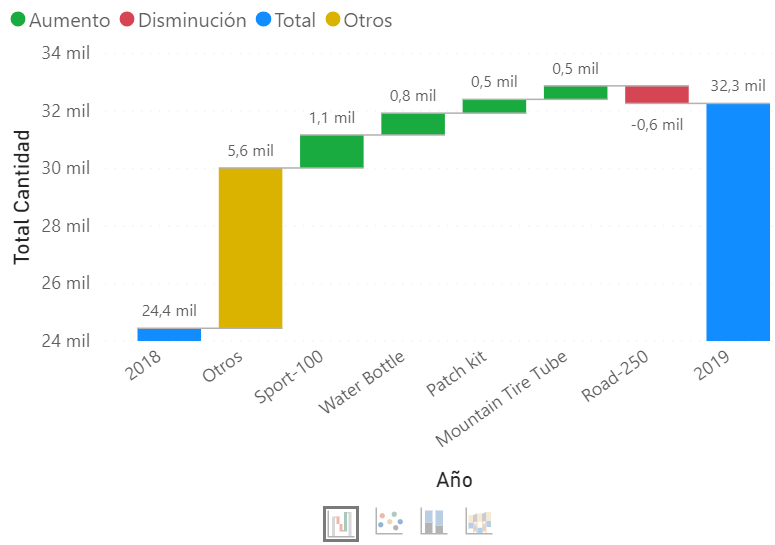 Aumento Disminución Total Otros
34 mil
32 mil
30 mil
28 mil
26 mil
24 mil
Total Cantidad
24,4 mil
5,6 mil
1,1 mil
0,8 mil
0,5 mil
0,5 mil
-0,6 mil
32,3 mil
2018
Otros
Sport-100
Water Bottle
Patch kit
Mountain Tire Tube
Road-250
2019
Año